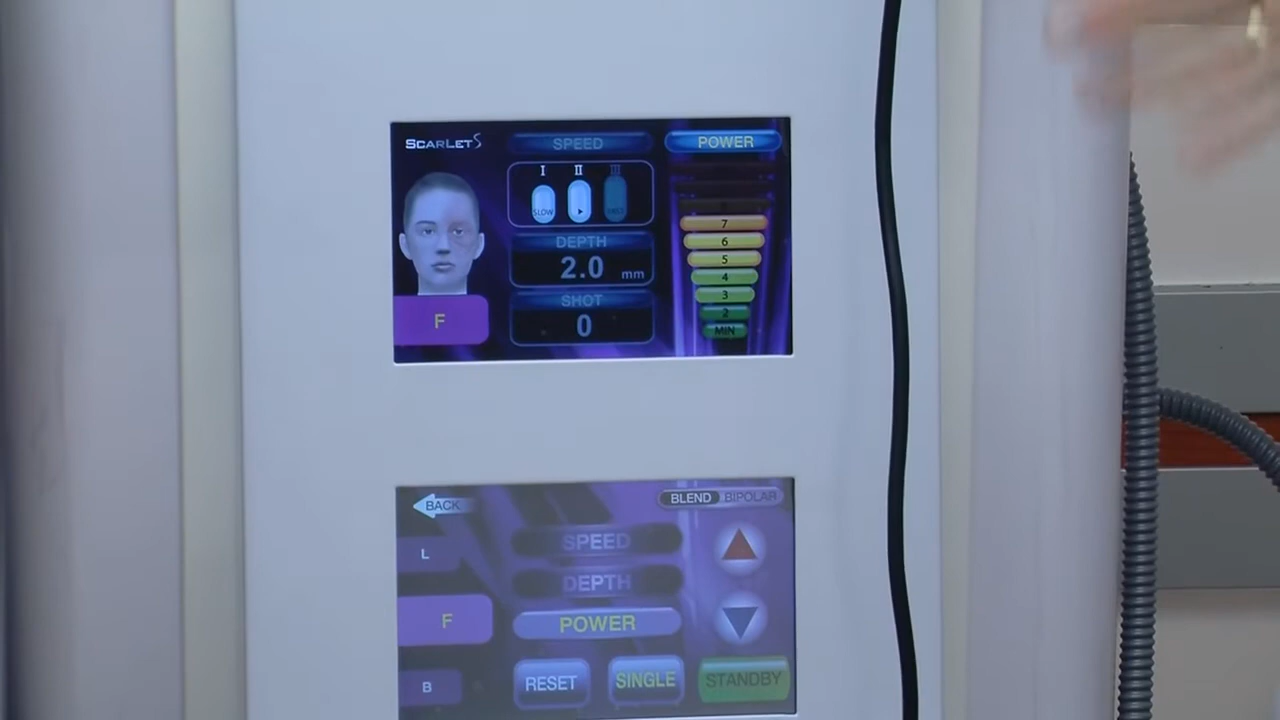 SCARLET S SPEED POWER
I II III
SLOW
7
DEPTH 6
2.0 mm 5
4
SHOT 3
F 0 2
MIN
BACK BLEND BIPOLAR
L SPEED
DEPTH
F POWER
B RESET SINGLE STANDBY